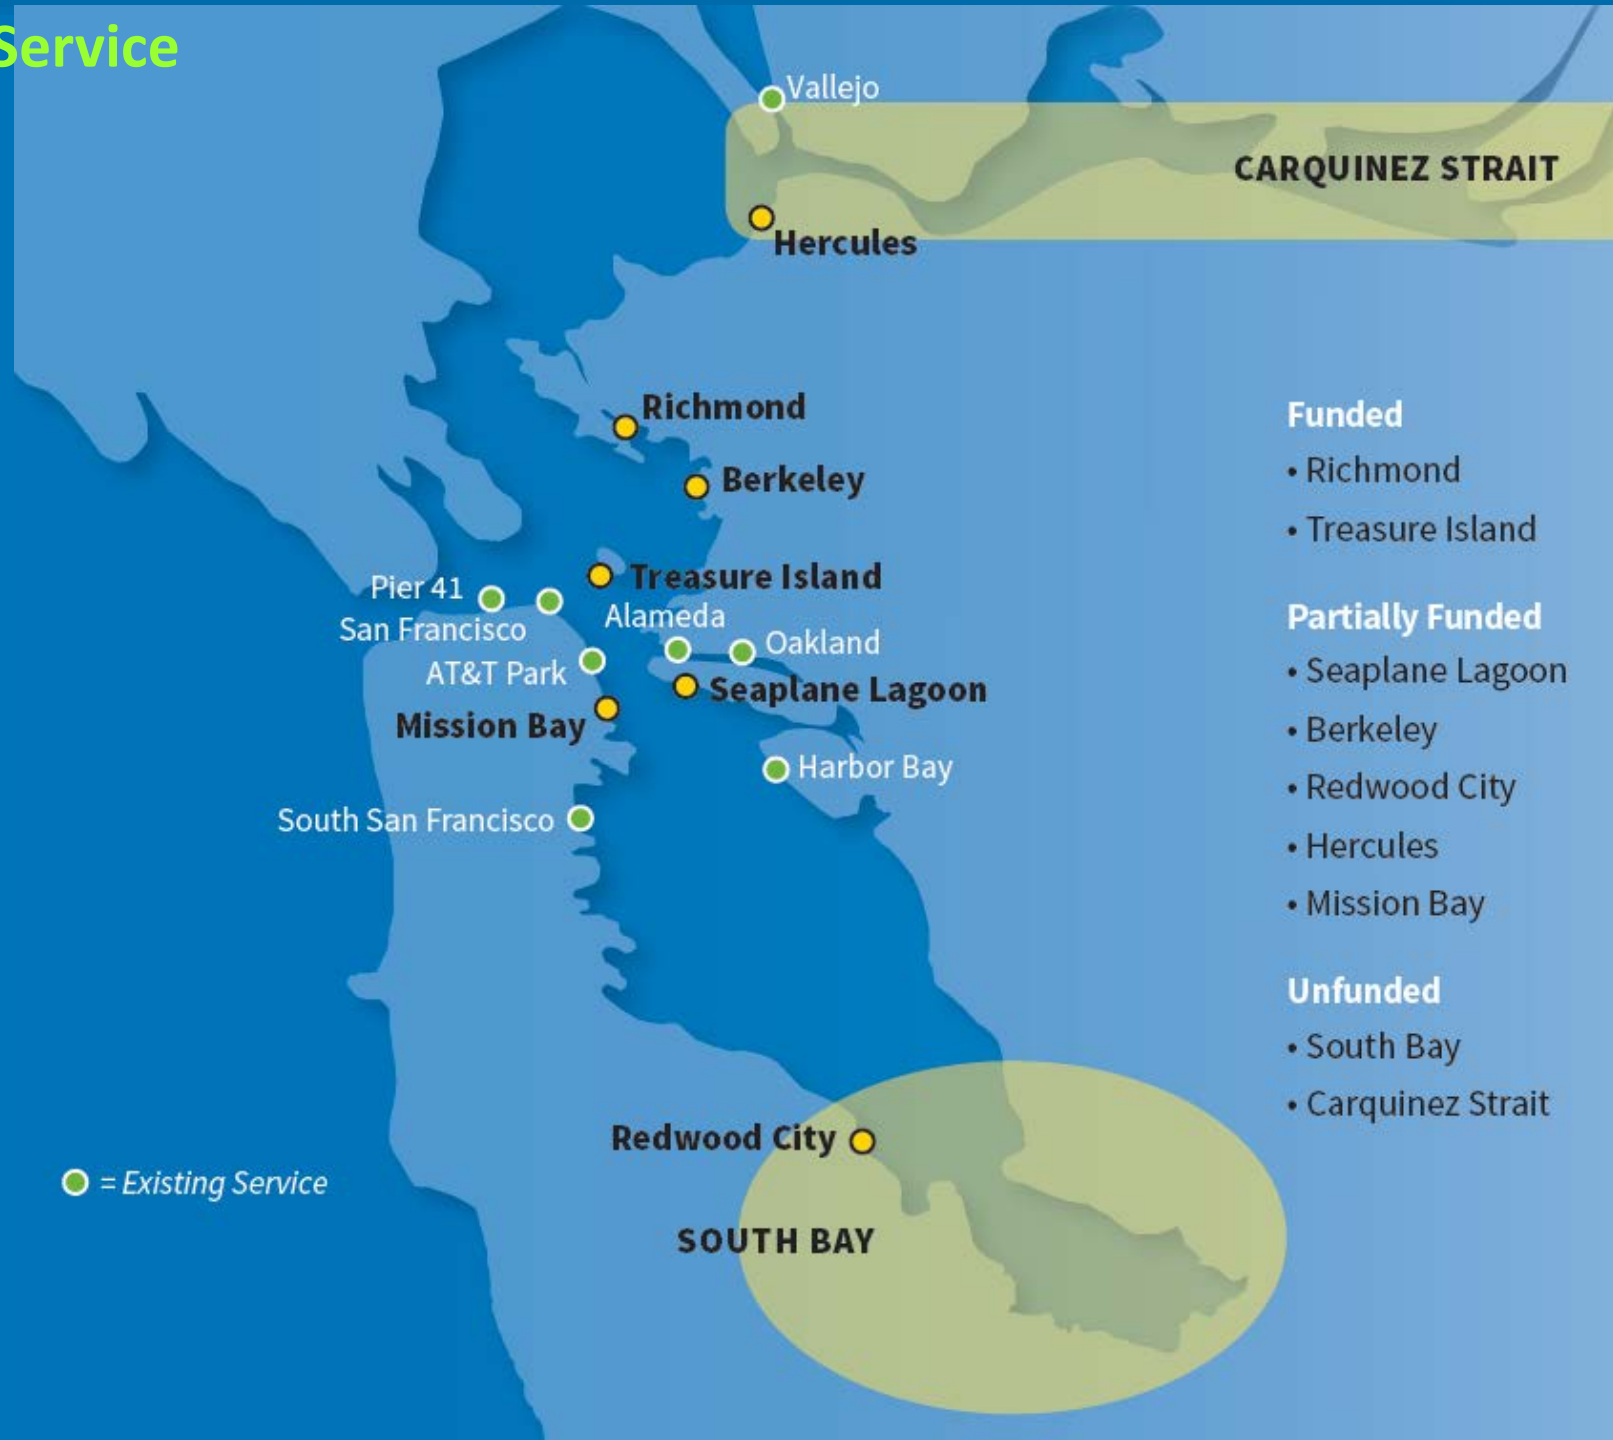 Service
Vallejo
CARQUINEZ STRAIT
Hercules
Richmond
Berkeley
Treasure Island
Pier 41
San Francisco
Alameda
Oakland
AT&T Park
Seaplane Lagoon
Mission Bay
Harbor Bay
South San Francisco
Redwood City
SOUTH BAY
= Existing Service
Funded
• Richmond
• Treasure Island
Partially Funded
• Seaplane Lagoon
• Berkeley
• Redwood City
• Hercules
• Mission Bay
Unfunded
• South Bay
• Carquinez Strait